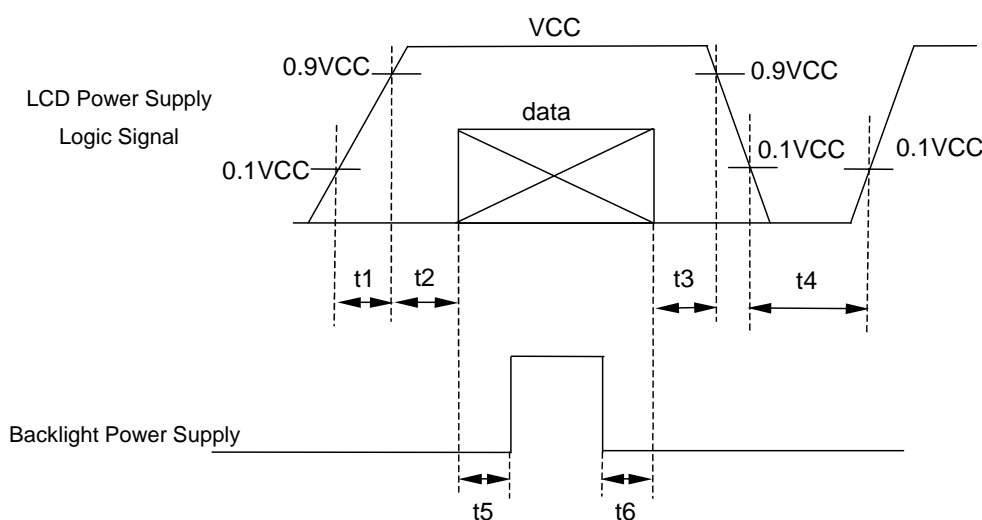 VCC
0.9VCC
0.9VCC
LCD Power Supply
Logic Signal
data
0.1VCC
0.1VCC
0.1VCC
t1
t2
t3
t4
Backlight Power Supply
t5
t6